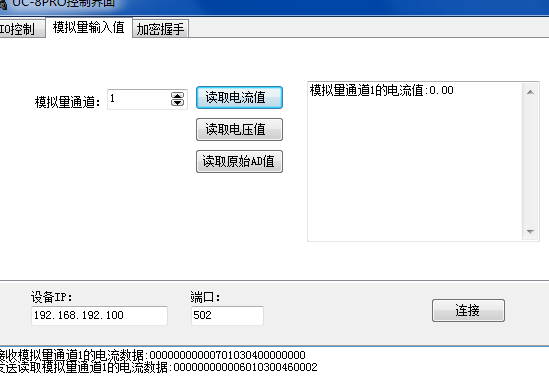 UC-8PRO控制界面
IO控制 模拟量输入值 加密握手
模拟量通道: 1 读取电流值
读取电压值
读取原始AD值
模拟量通道1的电流值:0.00
设备IP: 端口:
192.168.192.100 502 连接
接收模拟量通道1的电流数据:00000000000701030400000000
发送读取模拟量通道1的电流数据:000000000006010300460002